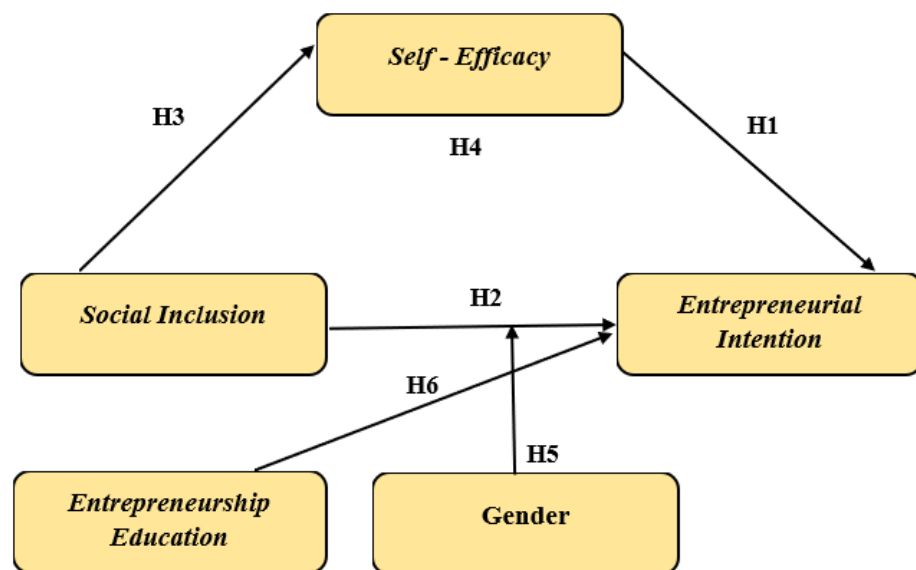 Self - Efficacy
H3
H1
H4
Social Inclusion
H2
Entrepreneurial
Intention
H6
H5
Entrepreneurship
Education
Gender